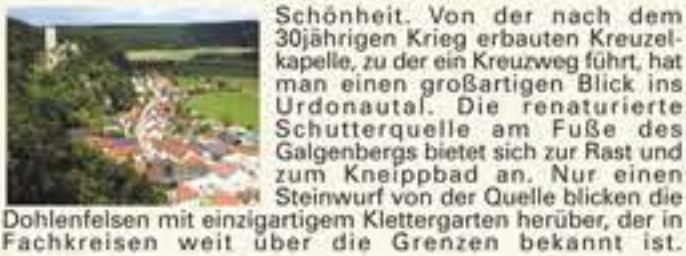 Schönheit. Von der nach dem
30jährigen Krieg erbauten Kreuzel-
kapelle, zu der ein Kreuzweg führt, hat
man einen großartigen Blick ins
Urdonautal. Die renaturierte
Schutterquelle am Fuße des
Galgenbergs bietet sich zur Rast und
zum Kneippbad an. Nur einen
Steinwurf von der Quelle blicken die
Dohlenfelsen mit einzigartigem Klettergarten herüber, der in
Fachkreisen weit über die Grenzen bekannt ist.